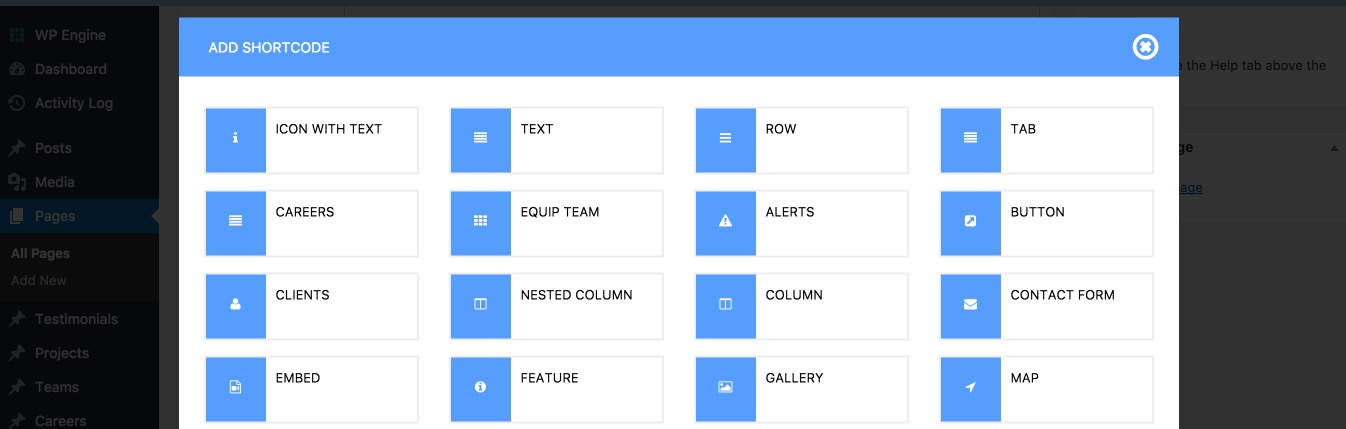 WP Engine
Dashboard
Activity Log
Posts
Media
Pages
All Pages
Add New
Testimonials
Projects
Teams
Careers
ADD SHORTCODE
ICON WITH TEXT
TEXT
ROW
TAB
CAREERS
EQUIP TEAM
ALERTS
BUTTON
CLIENTS
NESTED COLUMN
COLUMN
CONTACT FORM
EMBED
FEATURE
GALLERY
MAP
the Help tab above the